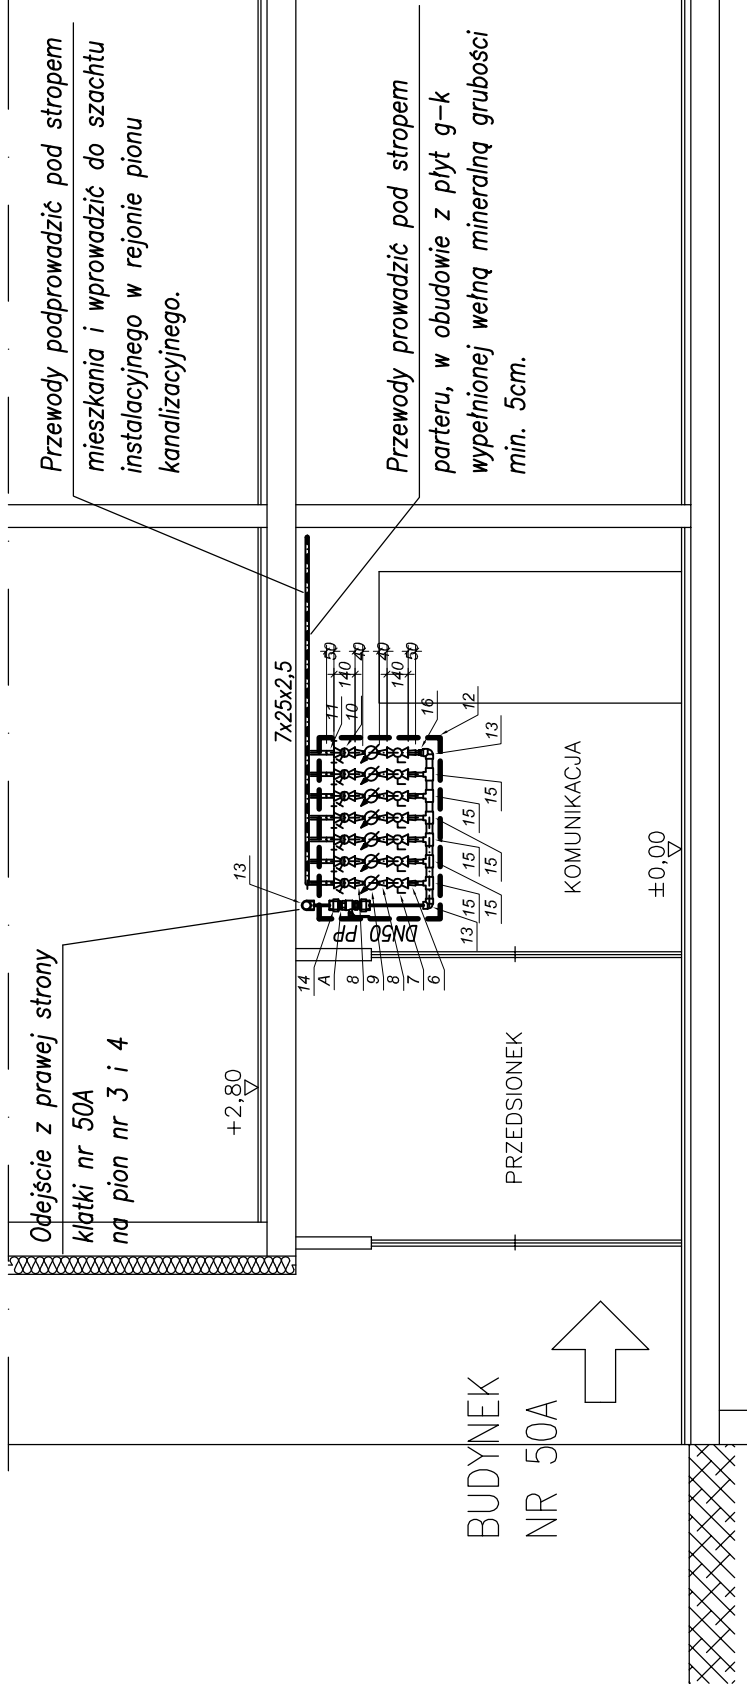 Odejście z prawej strony
klatki nr 50A
na pion nr 3 i 4
Przewody podprowadzić pod stropem
mieszkania i wprowadzić do szachtu
instalacyjnego w rejonie pionu
kanalizacyjnego.
Przewody prowadzić pod stropem
parteru, w obudowie z płyt g-k
wypełnionej wełną mineralną grubości
min. 5cm.
+2,80
13
7x25x2,5
14
A
8
9
8
7
6
DN50 PP
11
10
50
140
40
40
140
50
16
12
13
15
15
15
15
15
15
13
PRZEDSIONEK
KOMUNIKACJA
±0,00
BUDYNEK
NR 50A